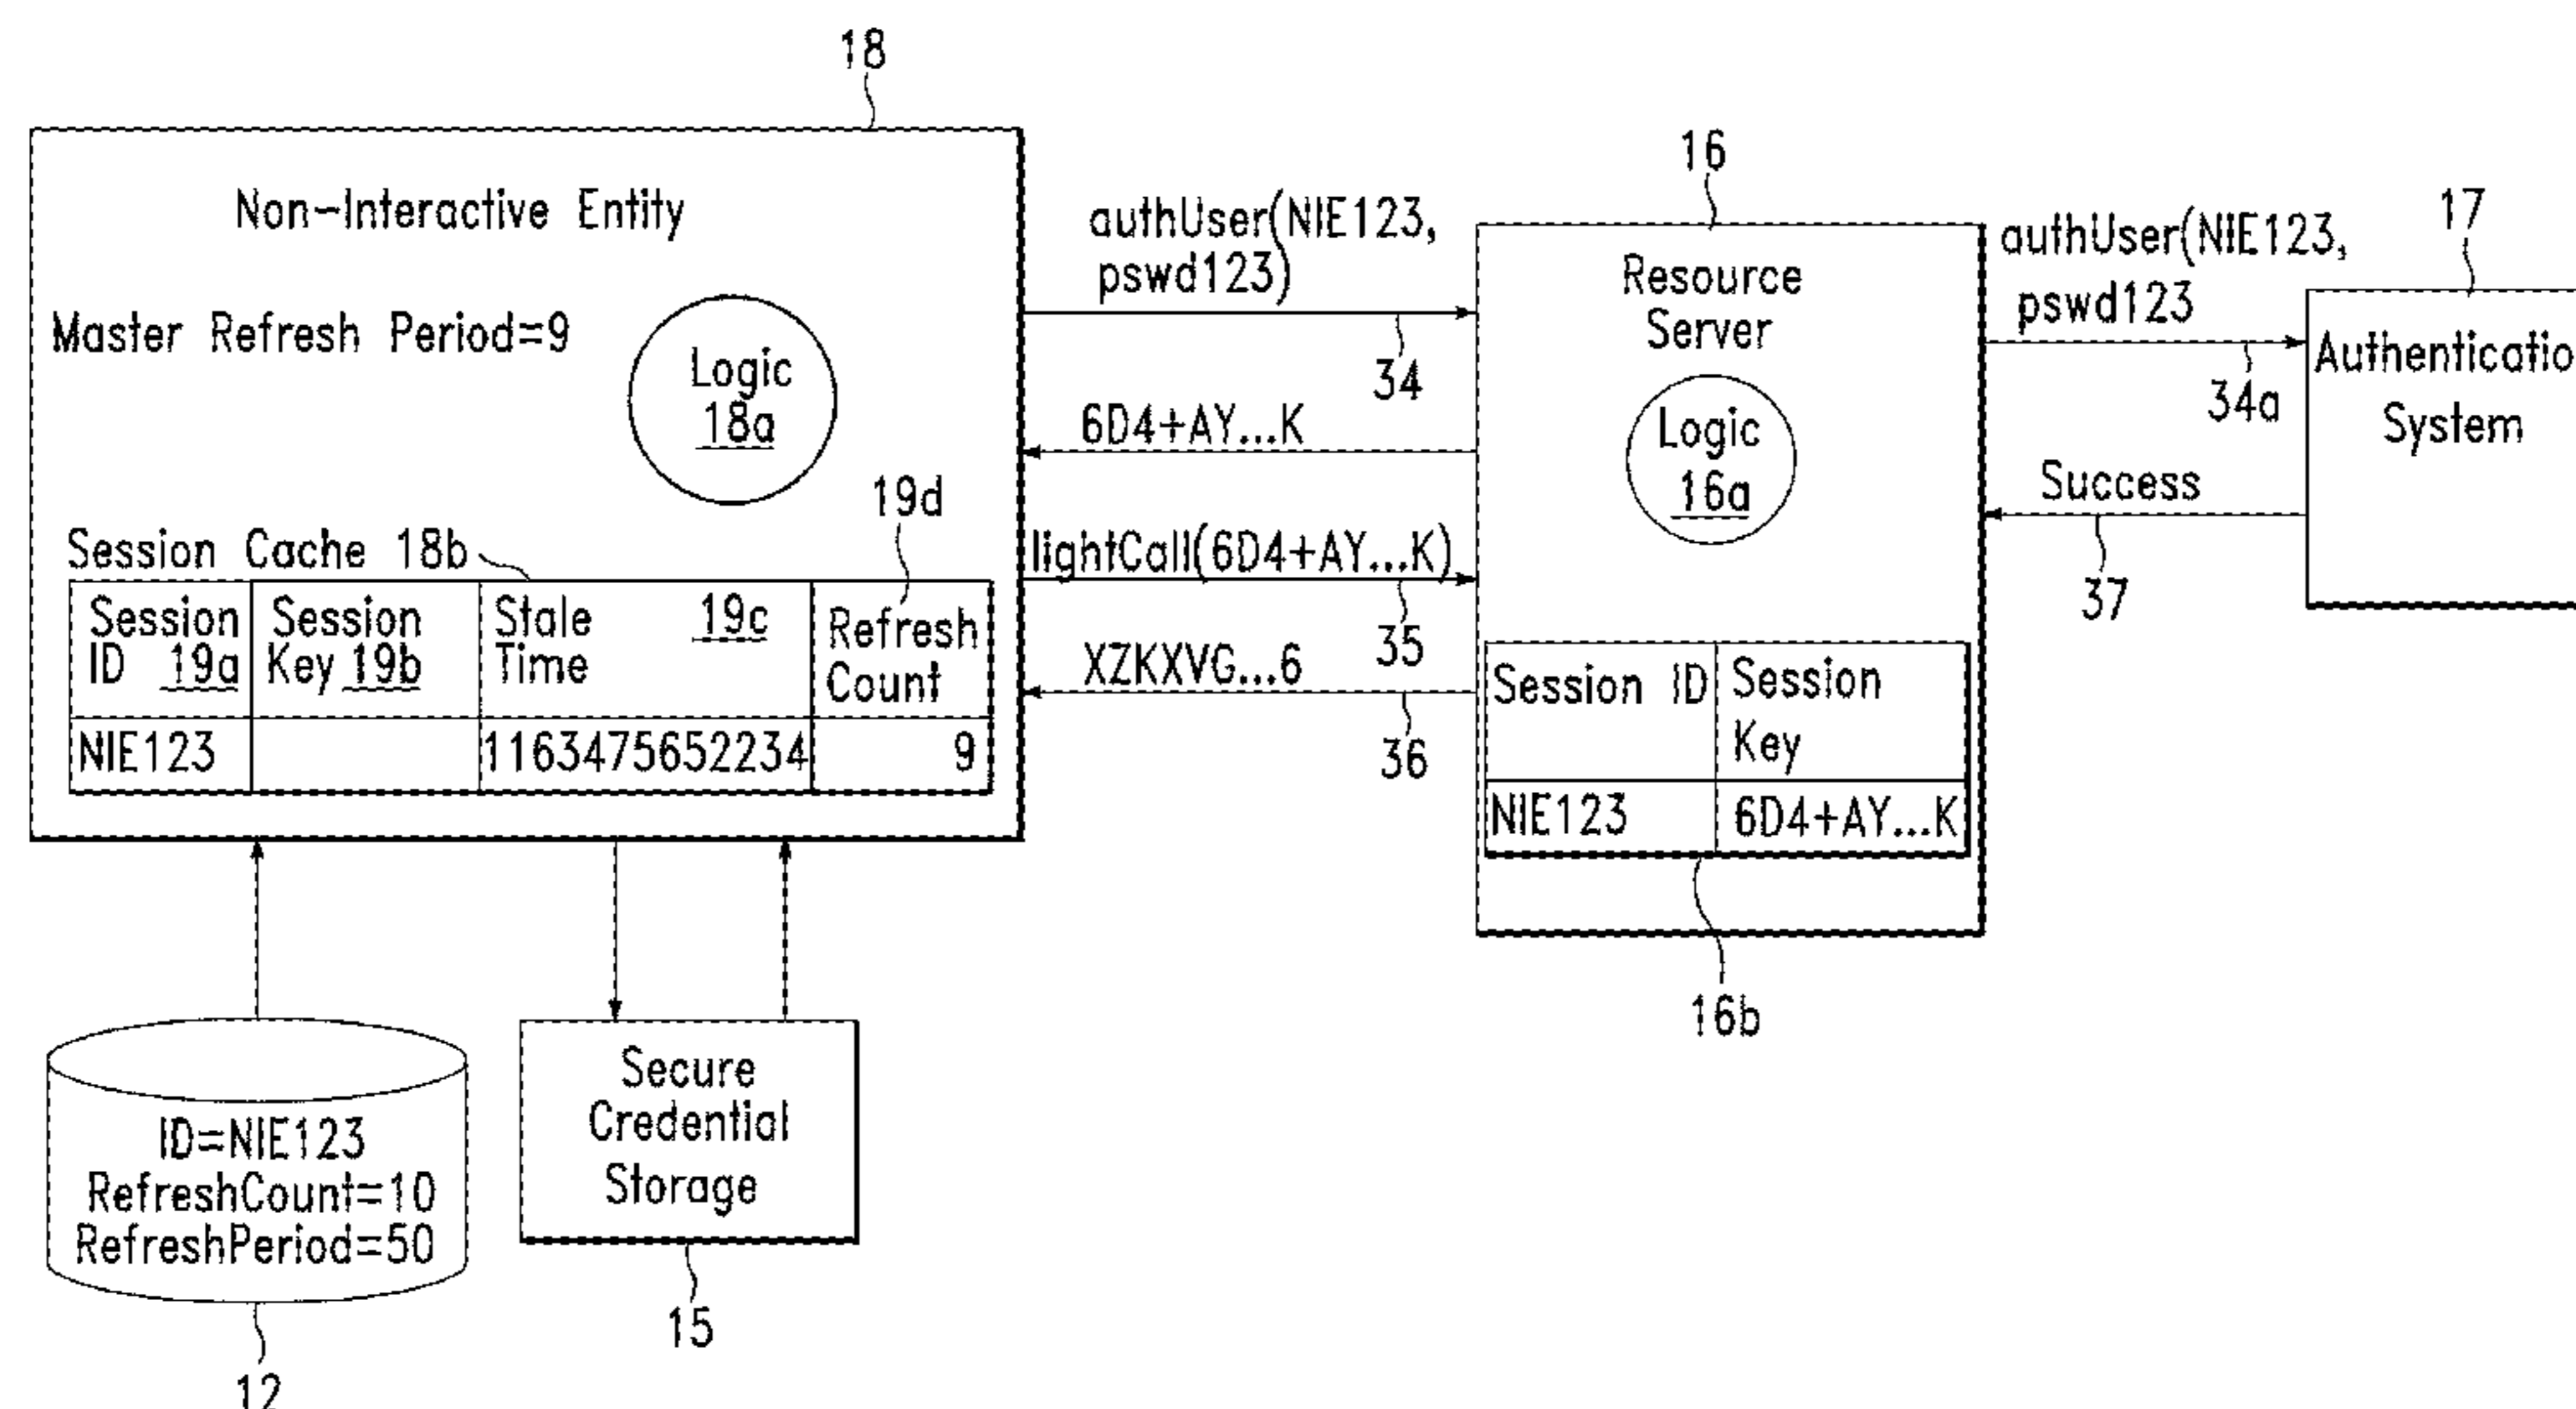 18
Non-Interactive Entity
Master Refresh Period=9
Logic
18a
19d
Session Cache 18b
Session
ID 19a
Session
Key 19b
Stale
Time
19c
Refresh
Count
NIE123
1163475652234
9
authUser(NIE123,
pswd123)
34
6D4+AY...K
lightCall(6D4+AY...K)
35
XZKXVG...6
36
16
Resource
Server
Logic
16a
Session ID
Session
Key
NIE123
6D4+AY...K
16b
authUser(NIE123,
pswd123
34a
17
Authenticatio
System
Success
37
ID=NIE123
RefreshCount=10
RefreshPeriod=50
12
Secure
Credential
Storage
15